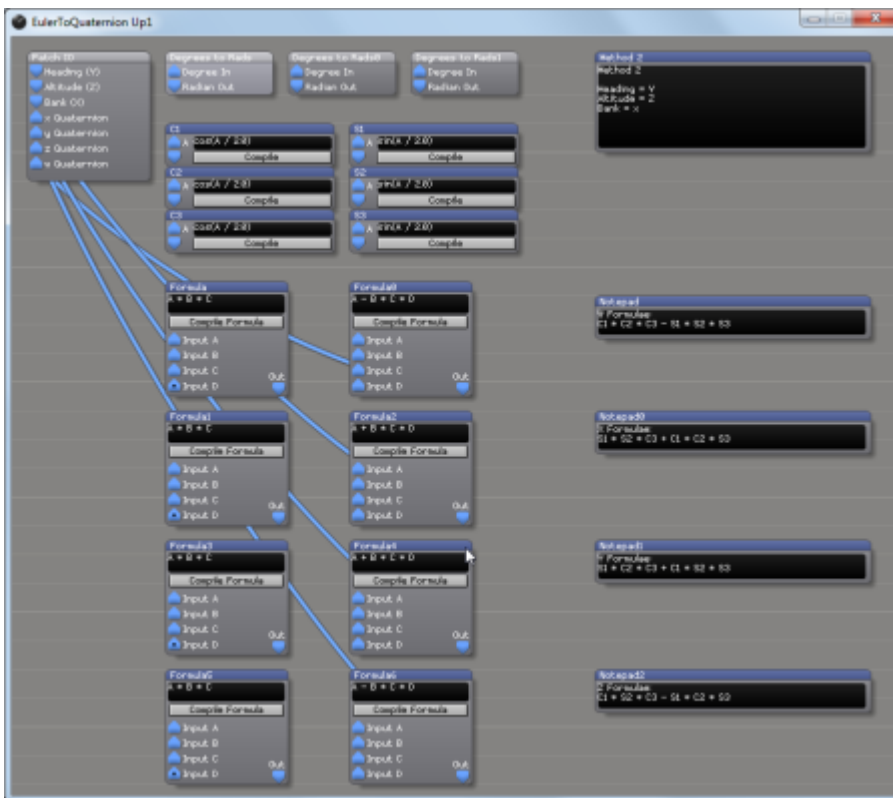 EulerToQuaternion Up1
Patch IO
Heading (Y)
Altitude (Z)
Bank (X)
x Quaternion
y Quaternion
z Quaternion
w Quaternion
Degrees to Rads
Degree In
Radian Out
Degrees to Rads0
Degree In
Radian Out
Degrees to Rads1
Degree In
Radian Out
Method 2
Method 2
Heading = Y
Altitude = Z
Bank = x
C1
A cos(A / 2.0)
Compile
S1
A sin(A / 2.0)
Compile
C2
A cos(A / 2.0)
Compile
S2
A sin(A / 2.0)
Compile
C3
A cos(A / 2.0)
Compile
S3
A sin(A / 2.0)
Compile
Formula
A * B * C
Compile Formula
Input A
Input B
Input C
Input D
Out
Formula0
A - B * C * D
Compile Formula
Input A
Input B
Input C
Input D
Out
Notepad
W Formulae:
C1 * C2 * C3 - S1 * S2 * S3
Formula1
A * B * C
Compile Formula
Input A
Input B
Input C
Input D
Out
Formula2
A + B * C * D
Compile Formula
Input A
Input B
Input C
Input D
Out
Notepad0
X Formulae:
S1 * S2 * C3 + C1 * C2 * S3
Formula3
A * B * C
Compile Formula
Input A
Input B
Input C
Input D
Out
Formula4
A + B * C * D
Compile Formula
Input A
Input B
Input C
Input D
Out
Notepad1
Y Formulae:
S1 * C2 * C3 + C1 * S2 * S3
Formula5
A * B * C
Compile Formula
Input A
Input B
Input C
Input D
Out
Formula6
A - B * C * D
Compile Formula
Input A
Input B
Input C
Input D
Out
Notepad2
Z Formulae:
C1 * S2 * C3 - S1 * C2 * S3